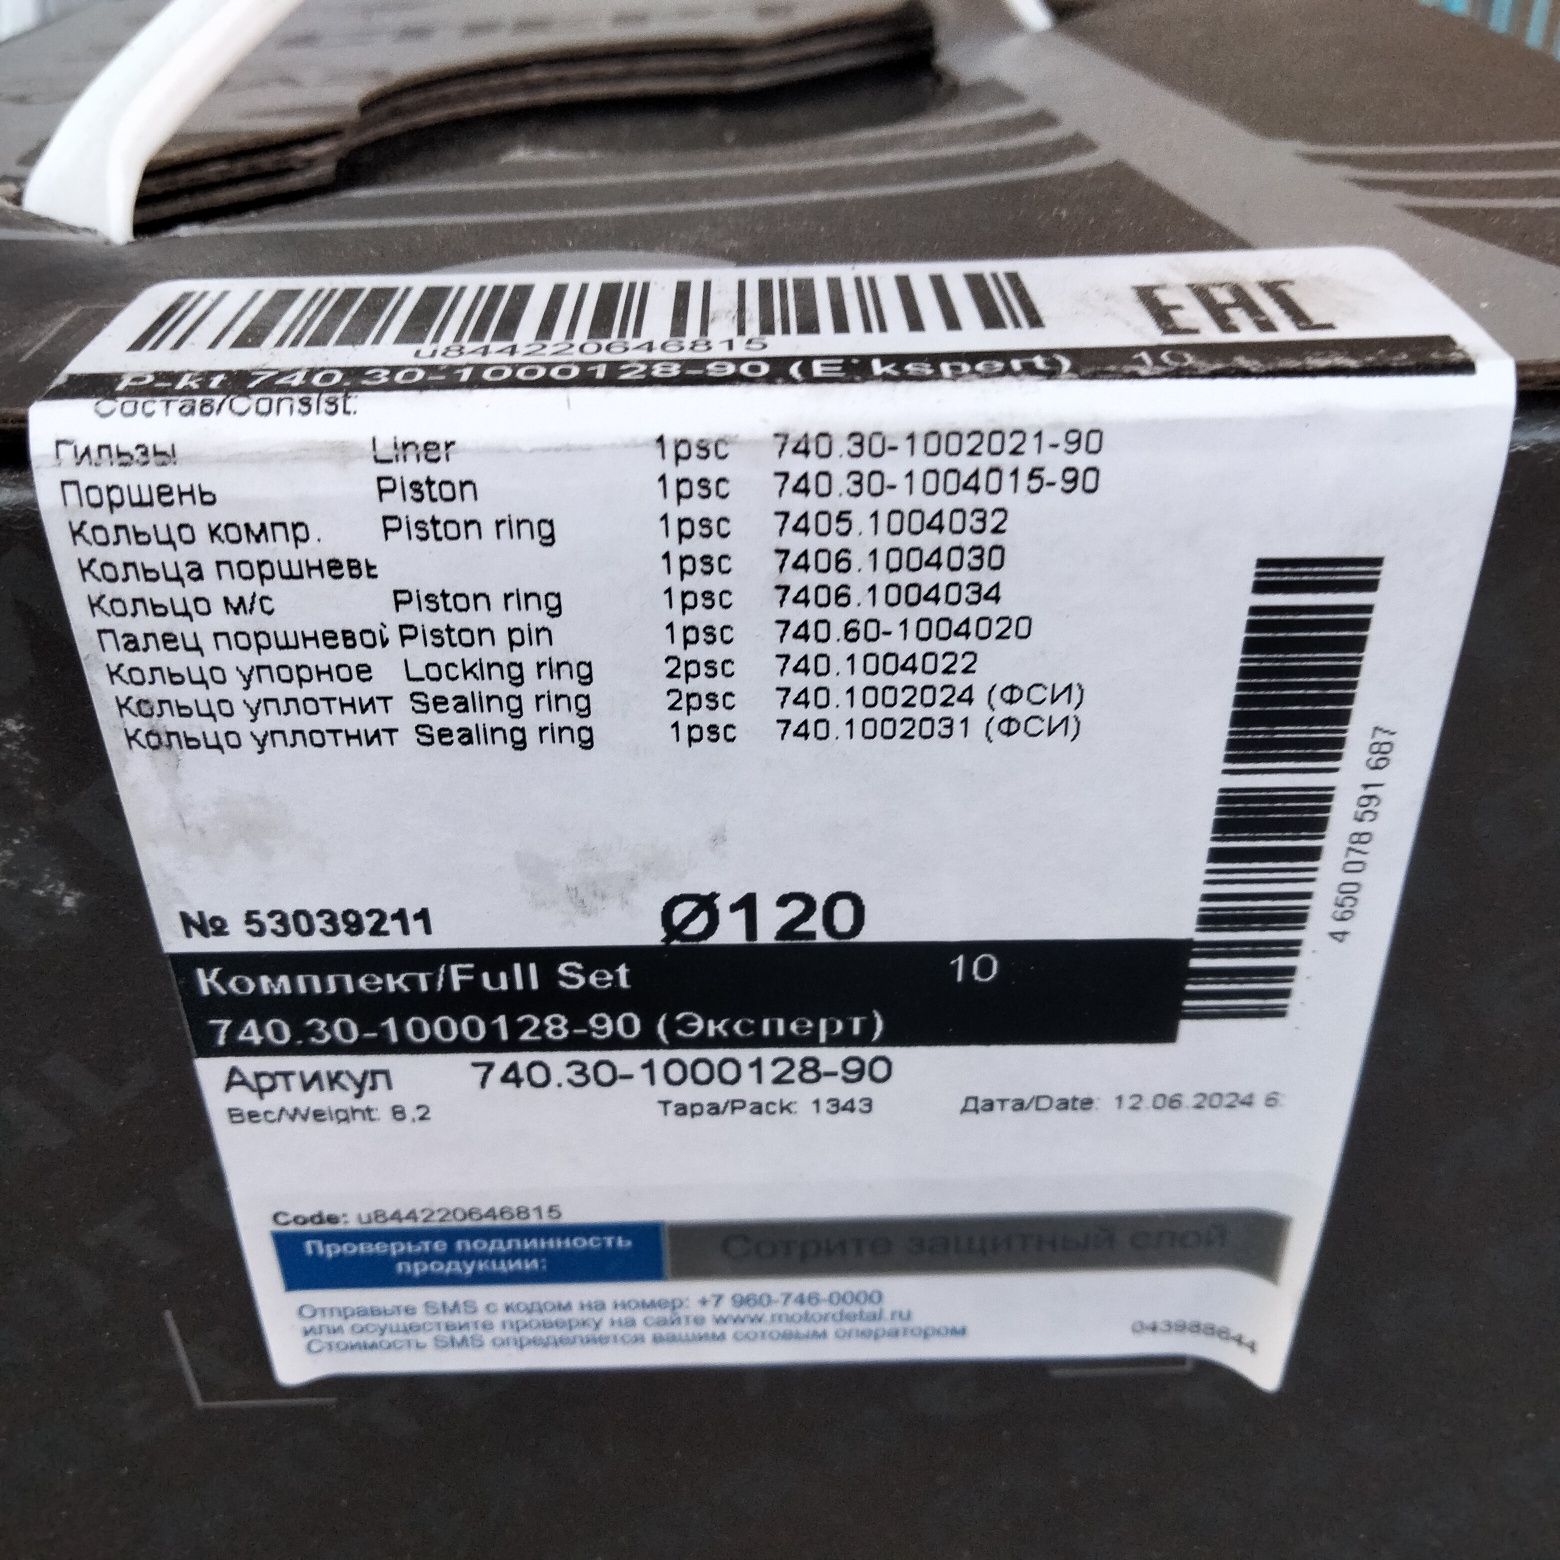 EAC
u844220646815
P-kt 740.30-1000128-90 (E`kspert) 10
Состав/Consist:
Гильзы Liner 1psc 740.30-1002021-90
Поршень Piston 1psc 740.30-1004015-90
Кольцо компр. Piston ring 1psc 7405.1004032
Кольца поршневь 1psc 7406.1004030
Кольцо м/с Piston ring 1psc 7406.1004034
Палец поршневой Piston pin 1psc 740.60-1004020
Кольцо упорное Locking ring 2psc 740.1004022
Кольцо уплотнит Sealing ring 2psc 740.1002024 (ФСИ)
Кольцо уплотнит Sealing ring 1psc 740.1002031 (ФСИ)
4 650 078 591 687
№ 53039211 Ø120
Комплект/Full Set 10
740.30-1000128-90 (Эксперт)
Артикул 740.30-1000128-90
Вес/Weight: 8,2 Тара/Pack: 1343 Дата/Date: 12.06.2024 6:
Code: u844220646815
Проверьте подлинность
продукции:
Сотрите защитный слой
Отправьте SMS с кодом на номер: +7 960-746-0000
или осуществите проверку на сайте www.motordetal.ru
Стоимость SMS определяется вашим сотовым оператором
043988644